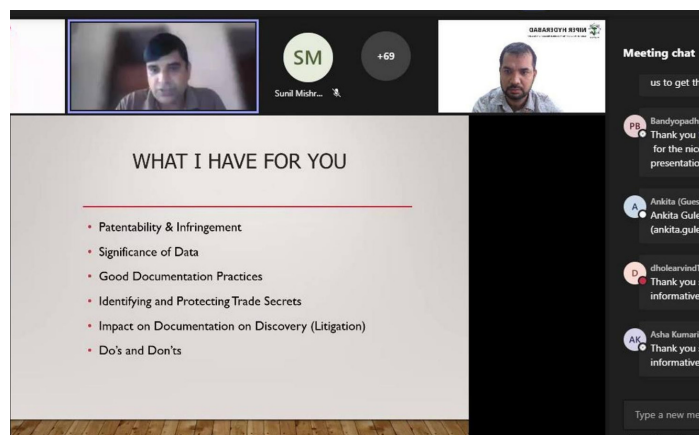 NIPER HYDERABAD
SM
+69
Sunil Mishr...
Meeting chat
us to get th
WHAT I HAVE FOR YOU
• Patentability & Infringement
• Significance of Data
• Good Documentation Practices
• Identifying and Protecting Trade Secrets
• Impact on Documentation on Discovery (Litigation)
• Do's and Don'ts
PB
Bandyopadh
Thank you
for the nice
presentatio
A
Ankita (Gues
Ankita Gule
(ankita.gule
D
dholearvind1
Thank you
informative
AK
Asha Kumari
Thank you
informative
Type a new me